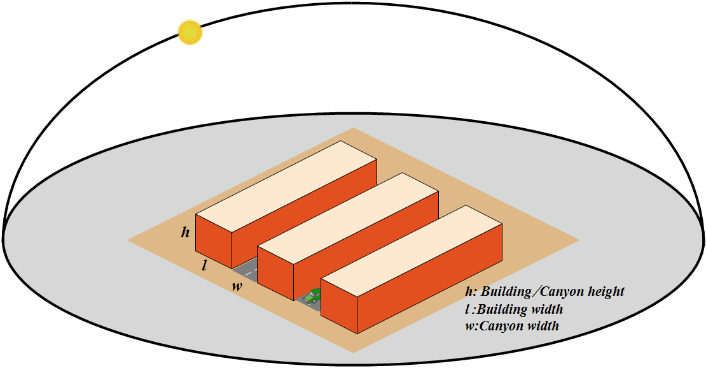 h
l
w
h: Building/Canyon height
l :Building width
w:Canyon width